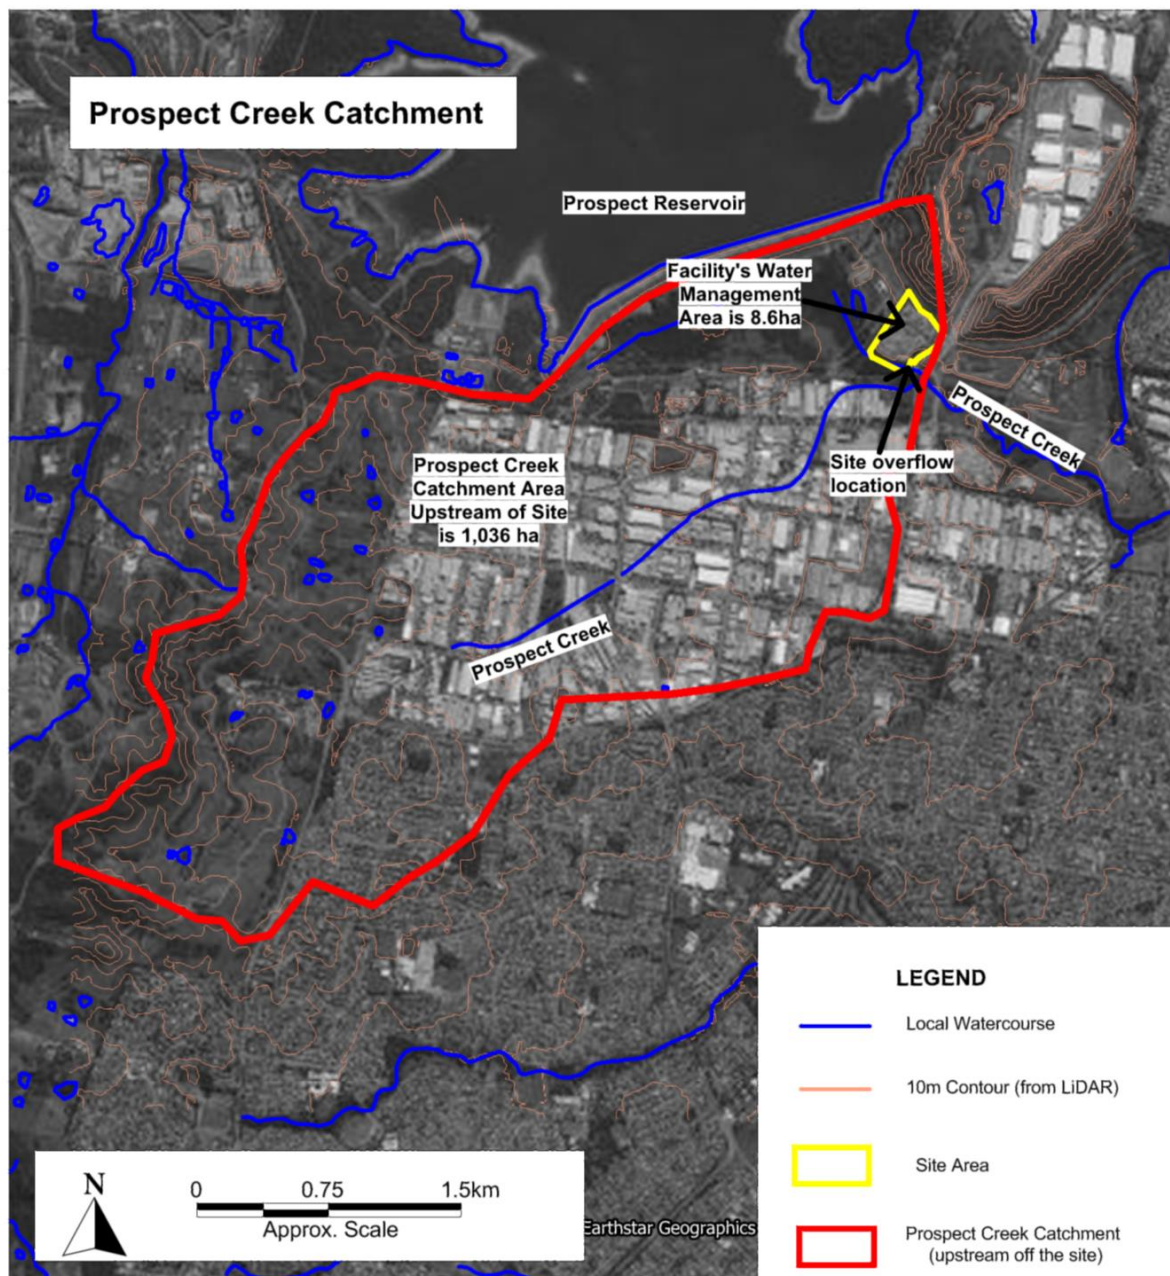 Prospect Creek Catchment
Prospect Reservoir
Facility's Water
Management
Area is 8.6ha
Prospect Creek
Prospect Creek
Catchment Area
Upstream of Site
is 1,036 ha
Site overflow
location
Prospect Creek
LEGEND
Local Watercourse
10m Contour (from LiDAR)
Site Area
Prospect Creek Catchment
(upstream off the site)
N
0 0.75 1.5km
Approx. Scale
Earthstar Geographics